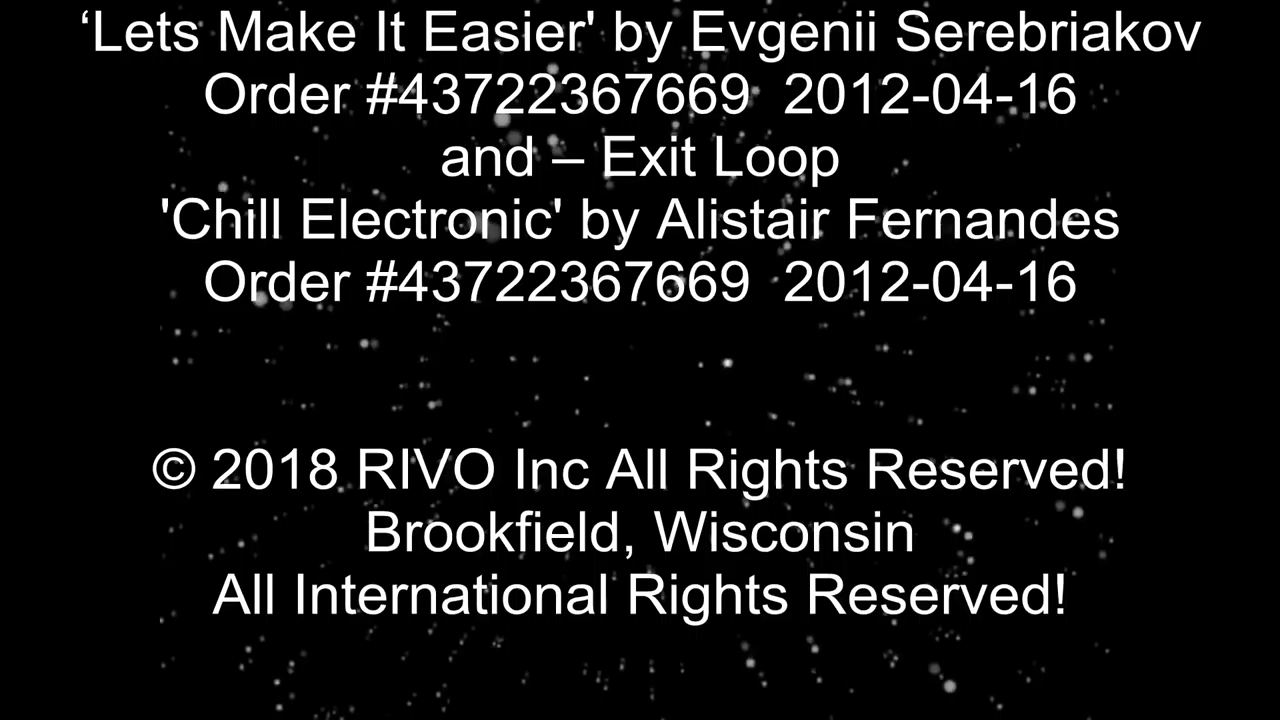 ‘Lets Make It Easier' by Evgenii Serebriakov
Order #43722367669  2012-04-16
and – Exit Loop
'Chill Electronic' by Alistair Fernandes
Order #43722367669  2012-04-16
© 2018 RIVO Inc All Rights Reserved!
Brookfield, Wisconsin
All International Rights Reserved!